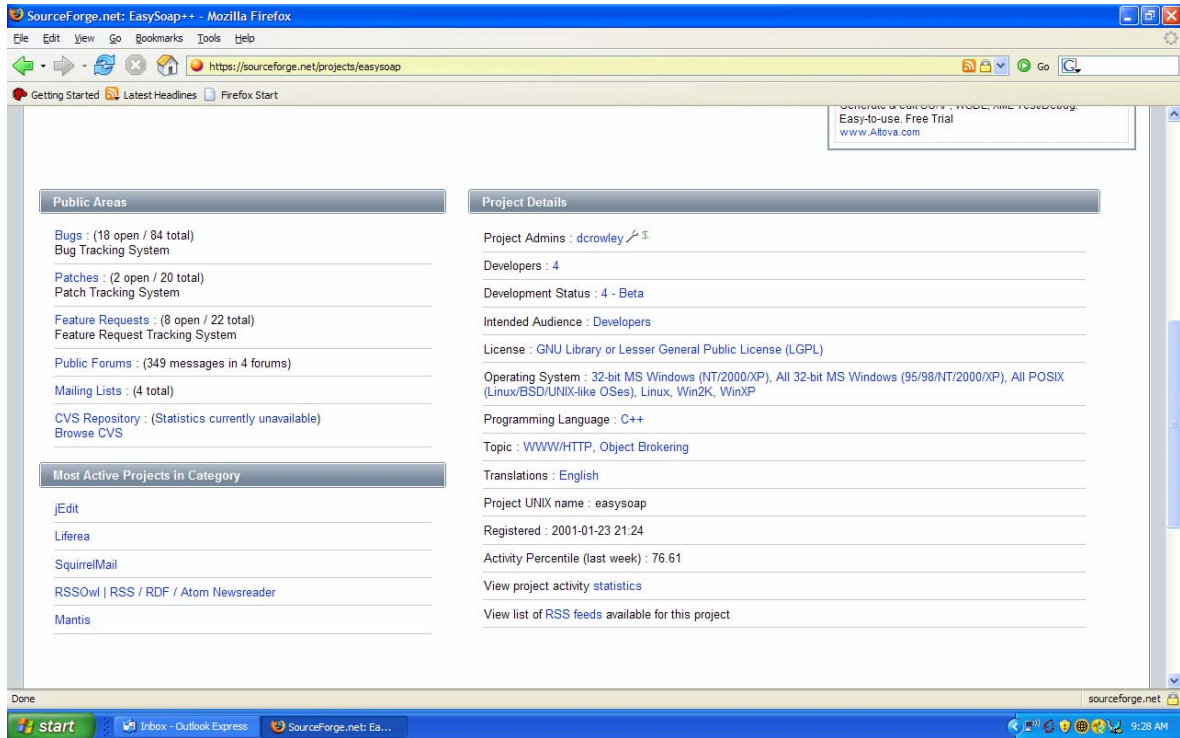 SourceForge.net: EasySoap++ - Mozilla Firefox
File Edit View Go Bookmarks Tools Help
https://sourceforge.net/projects/easysoap
Go
G
Getting Started Latest Headlines Firefox Start
Generate & edit SOAP, WSDL, XML Test/Debug.
Easy-to-use. Free Trial
www.Altova.com
Public Areas
Bugs : (18 open / 84 total)
Bug Tracking System
Patches : (2 open / 20 total)
Patch Tracking System
Feature Requests : (8 open / 22 total)
Feature Request Tracking System
Public Forums : (349 messages in 4 forums)
Mailing Lists : (4 total)
CVS Repository : (Statistics currently unavailable)
Browse CVS
Most Active Projects in Category
jEdit
Liferea
SquirrelMail
RSSOwl | RSS / RDF / Atom Newsreader
Mantis
Project Details
Project Admins : dcrowley
Developers : 4
Development Status : 4 - Beta
Intended Audience : Developers
License : GNU Library or Lesser General Public License (LGPL)
Operating System : 32-bit MS Windows (NT/2000/XP), All 32-bit MS Windows (95/98/NT/2000/XP), All POSIX
(Linux/BSD/UNIX-like OSes), Linux, Win2K, WinXP
Programming Language : C++
Topic : WWW/HTTP, Object Brokering
Translations : English
Project UNIX name : easysoap
Registered : 2001-01-23 21:24
Activity Percentile (last week) : 76.61
View project activity statistics
View list of RSS feeds available for this project
Done
sourceforge.net
start
Inbox - Outlook Express
SourceForge.net: Ea...
9:28 AM